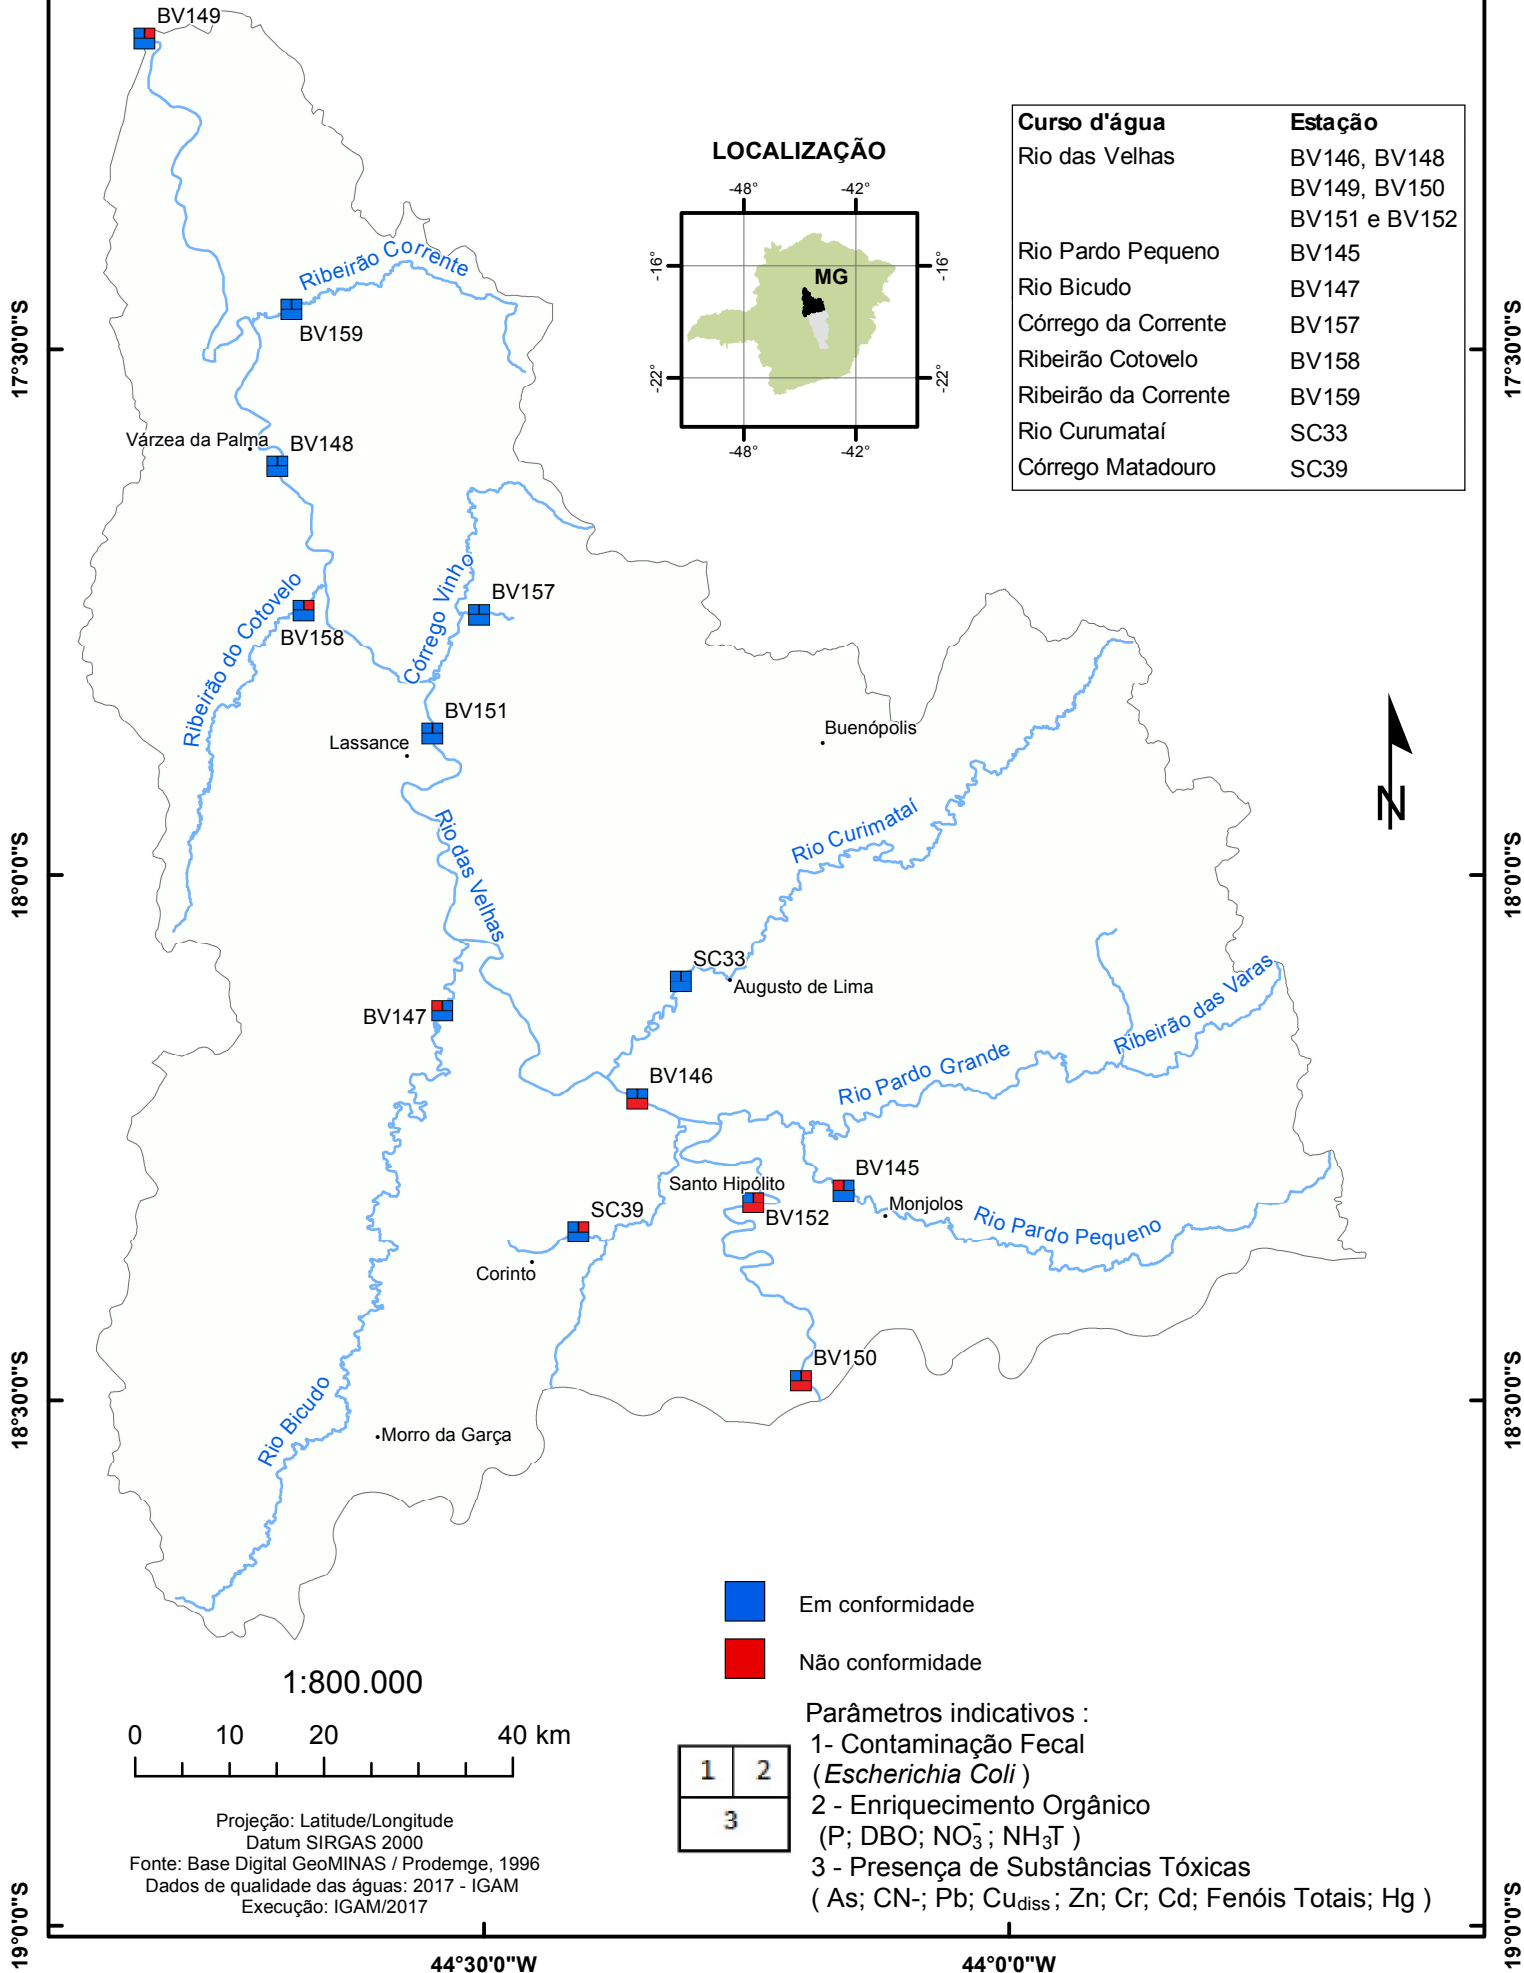 BV149
LOCALIZAÇÃO
-48°
-42°
-16°
-16°
MG
-22°
-22°
-48°
-42°
Curso d'água Estação
Rio das Velhas BV146, BV148
BV149, BV150
BV151 e BV152
Rio Pardo Pequeno BV145
Rio Bicudo BV147
Córrego da Corrente BV157
Ribeirão Cotovelo BV158
Ribeirão da Corrente BV159
Rio Curumataí SC33
Córrego Matadouro SC39
Ribeirão Corrente
BV159
17°30'0"S
17°30'0"S
Várzea da Palma
BV148
Córrego Vinho
BV157
Ribeirão do Cotovelo
BV158
BV151
Lassance
Buenópolis
N
Rio das Velhas
Rio Curimataí
18°0'0"S
18°0'0"S
SC33
Augusto de Lima
Ribeirão das Varas
BV147
BV146
Rio Pardo Grande
BV145
Santo Hipólito
SC39
BV152
Monjolos
Rio Pardo Pequeno
Corinto
BV150
18°30'0"S
18°30'0"S
Rio Bicudo
Morro da Garça
Em conformidade
Não conformidade
1:800.000
0 10 20 40 km
Projeção: Latitude/Longitude
Datum SIRGAS 2000
Fonte: Base Digital GeoMINAS / Prodemge, 1996
Dados de qualidade das águas: 2017 - IGAM
Execução: IGAM/2017
1 2
3
Parâmetros indicativos :
1- Contaminação Fecal
(Escherichia Coli )
2 - Enriquecimento Orgânico
(P; DBO; NO₃⁻; NH₃T )
3 - Presença de Substâncias Tóxicas
( As; CN-; Pb; Cudiss; Zn; Cr; Cd; Fenóis Totais; Hg )
19°0'0"S
19°0'0"S
44°30'0"W
44°0'0"W